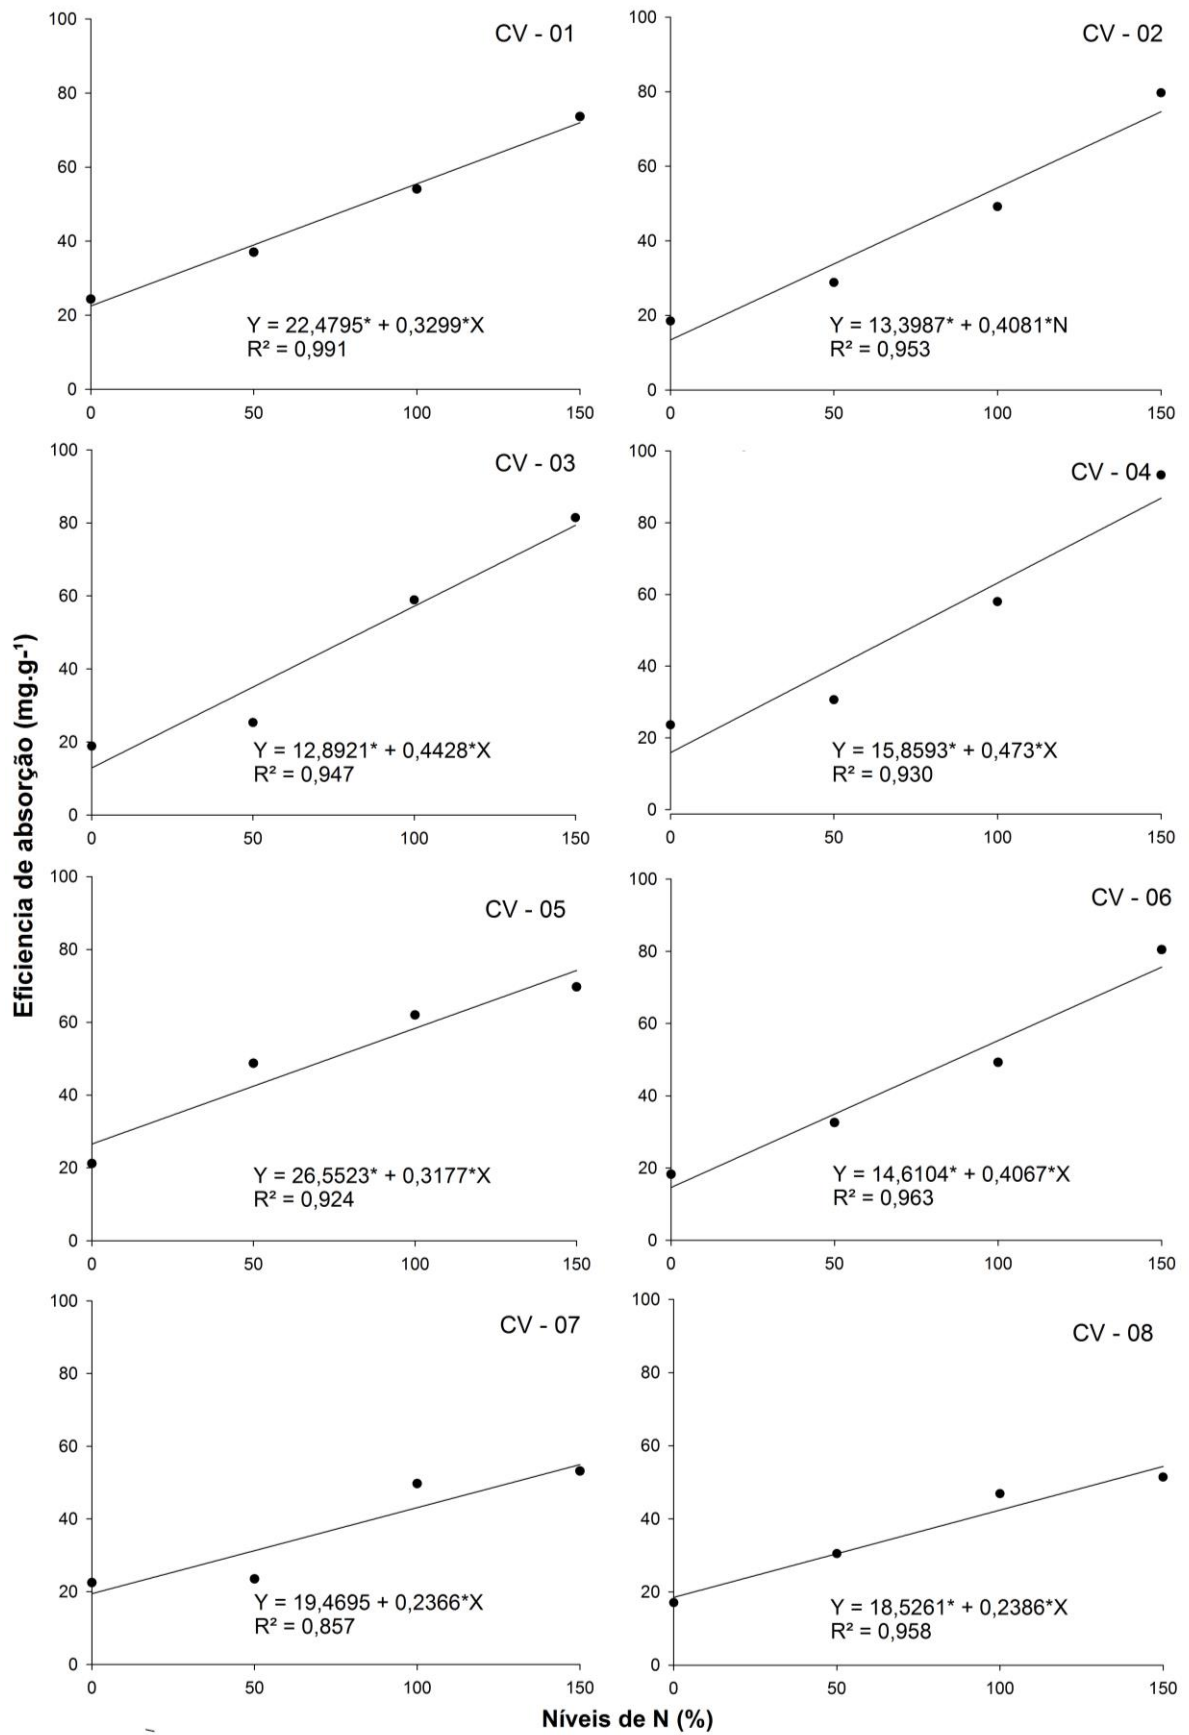 Eficiencia de absorção (mg.g-¹)
CV - 01
100
80
60
40
20
0
Y = 22,4795* + 0,3299*X
R² = 0,991
0 50 100 150
CV - 02
100
80
60
40
20
0
Y = 13,3987* + 0,4081*N
R² = 0,953
0 50 100 150
CV - 03
100
80
60
40
20
0
Y = 12,8921* + 0,4428*X
R² = 0,947
0 50 100 150
CV - 04
100
80
60
40
20
0
Y = 15,8593* + 0,473*X
R² = 0,930
0 50 100 150
CV - 05
100
80
60
40
20
0
Y = 26,5523* + 0,3177*X
R² = 0,924
0 50 100 150
CV - 06
100
80
60
40
20
0
Y = 14,6104* + 0,4067*X
R² = 0,963
0 50 100 150
CV - 07
100
80
60
40
20
0
Y = 19,4695 + 0,2366*X
R² = 0,857
0 50 100 150
CV - 08
100
80
60
40
20
0
Y = 18,5261* + 0,2386*X
R² = 0,958
0 50 100 150
Níveis de N (%)